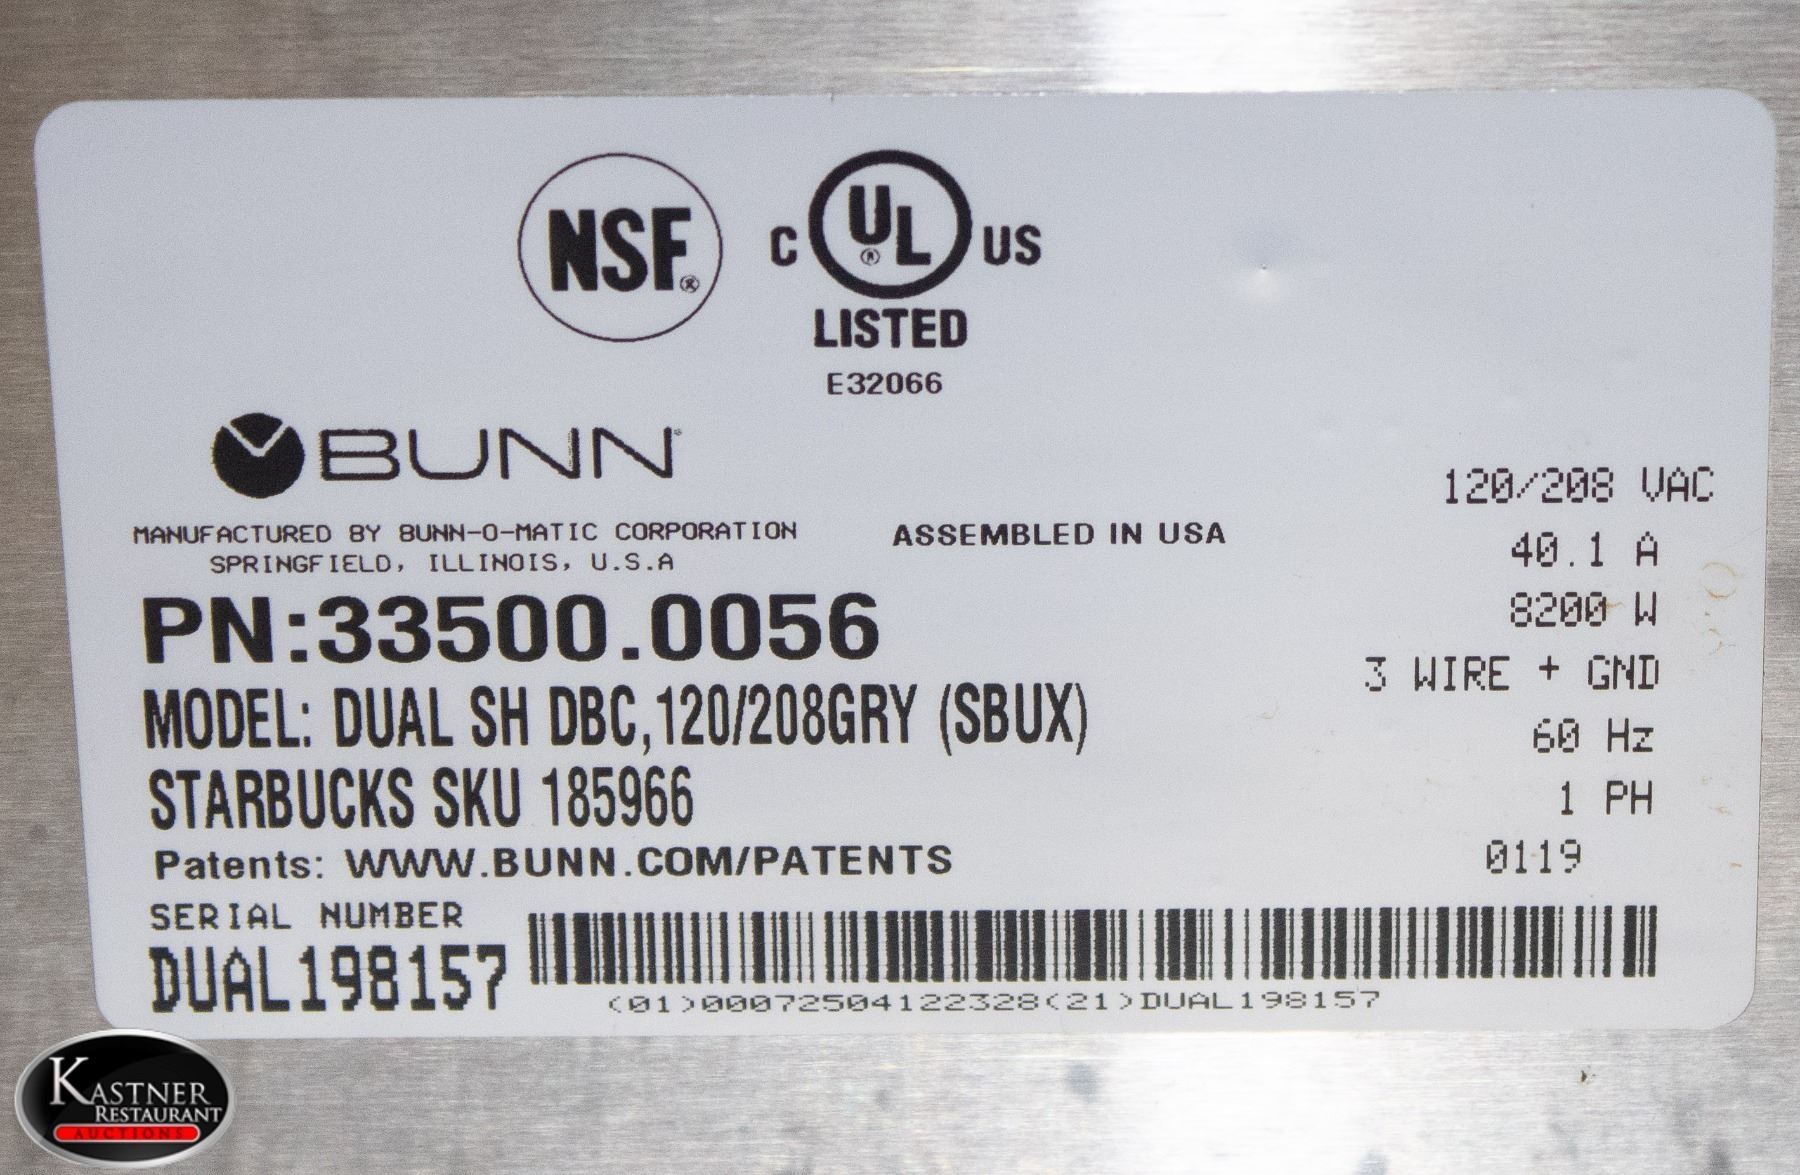 NSF®
C UL® US
LISTED
E32066
BUNN®
MANUFACTURED BY BUNN-O-MATIC CORPORATION
SPRINGFIELD, ILLINOIS, U.S.A
ASSEMBLED IN USA
120/208 VAC
40.1 A
8200 W
3 WIRE + GND
60 Hz
1 PH
0119
PN:33500.0056
MODEL: DUAL SH DBC,120/208GRY (SBUX)
STARBUCKS SKU 185966
Patents: WWW.BUNN.COM/PATENTS
SERIAL NUMBER
DUAL198157
(01)00072504122328(21)DUAL198157
KASTNER
RESTAURANT
AUCTIONS